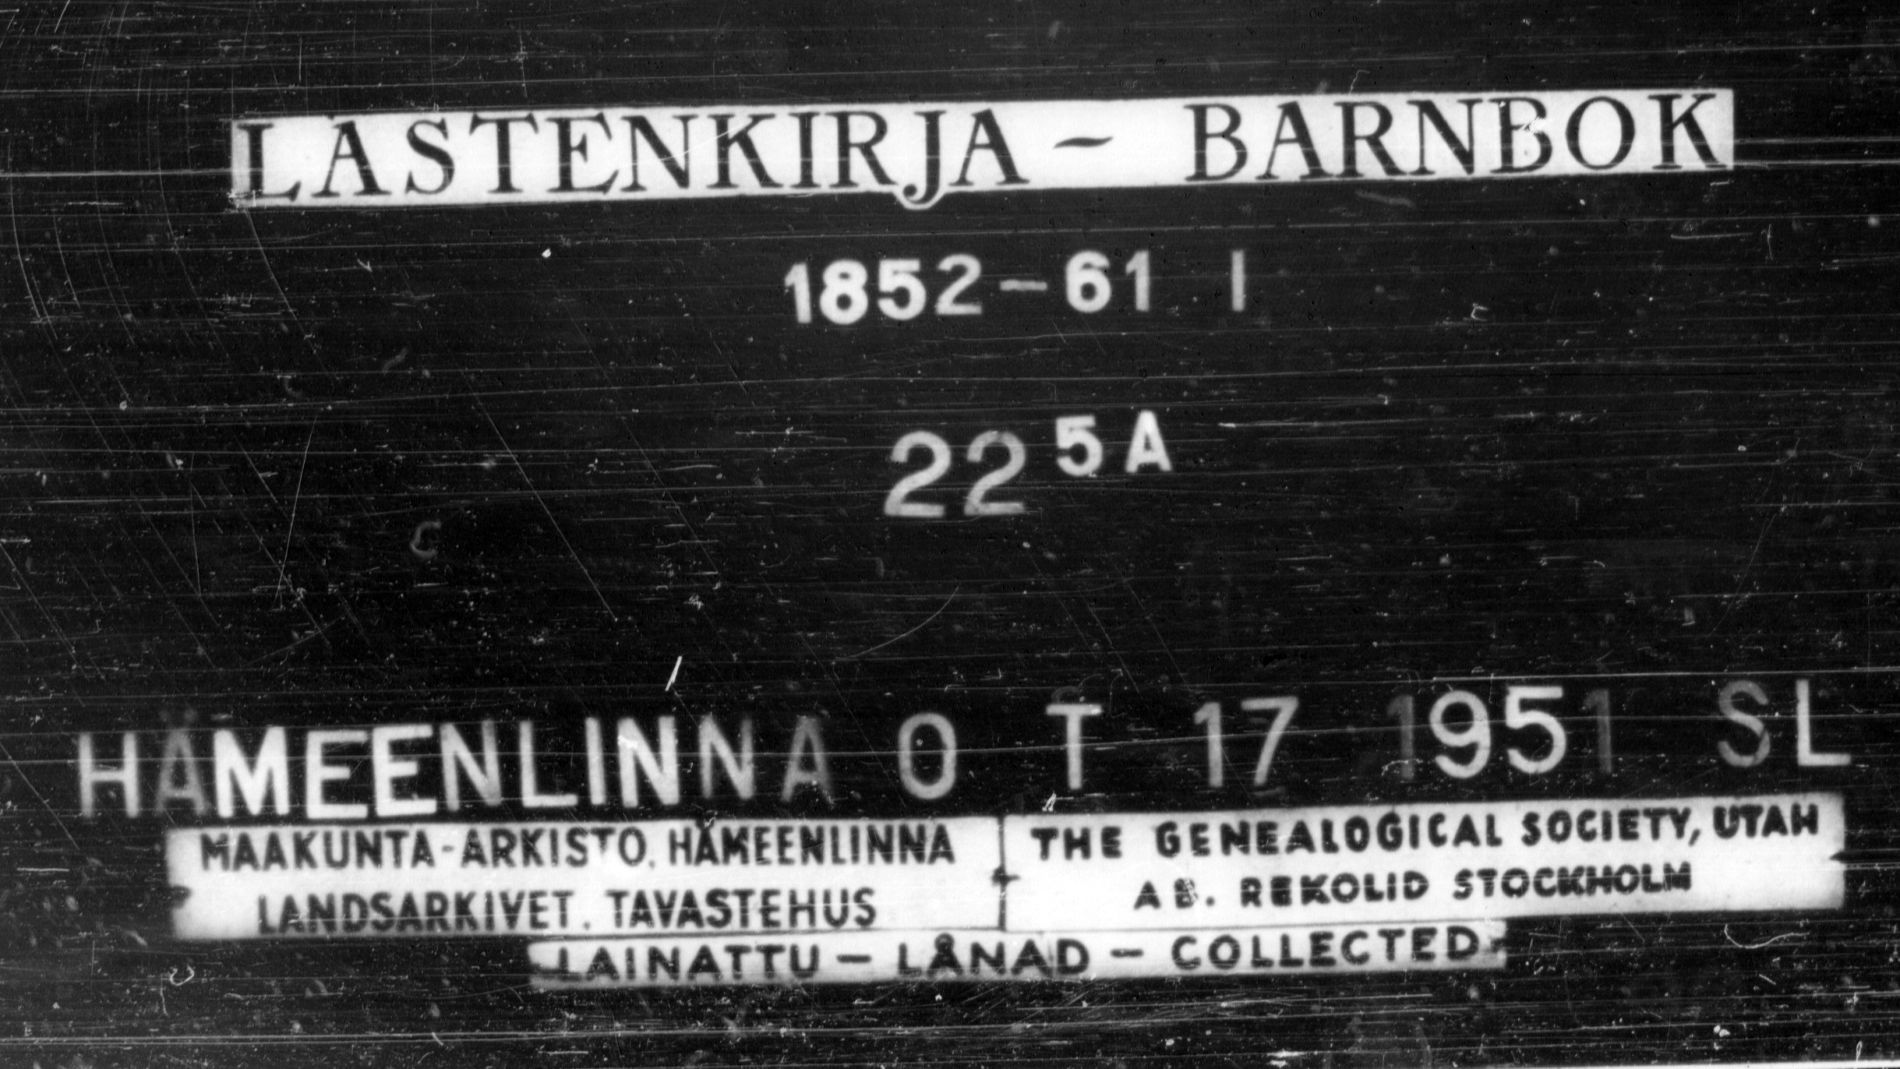 LASTENKIRJA - BARNBOK
1852-61 I
22 5A
HÄMEENLINNA O T 17 1951 SL
MAAKUNTA-ARKISTO, HÄMEENLINNA
LANDSARKIVET, TAVASTEHUS
THE GENEALOGICAL SOCIETY, UTAH
AB. REKOLID STOCKHOLM
LAINATTU - LÅNAD - COLLECTED